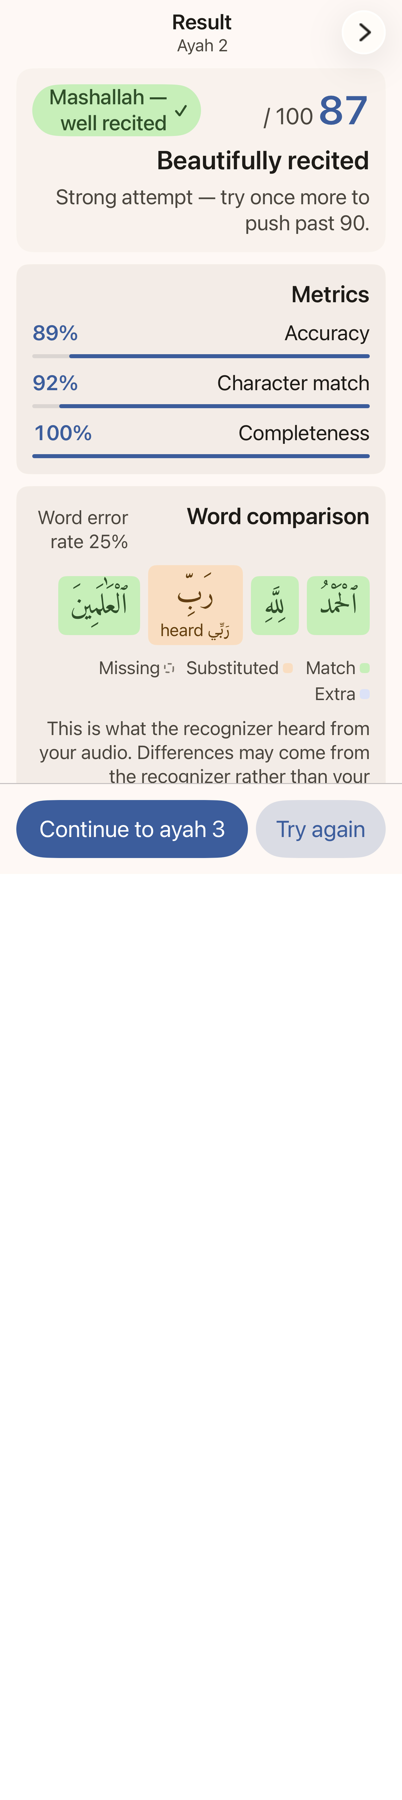 Result
Ayah 2
Mashallah —
well recited ✓
87 / 100
Beautifully recited
Strong attempt — try once more to
push past 90.
Metrics
Accuracy 89%
Character match 92%
Completeness 100%
Word comparison
Word error
rate 25%
ٱلْحَمْدُ لِلَّهِ رَبِّ ٱلْعَٰلَمِينَ
heard رَبِّي
Match Substituted Missing
Extra
This is what the recognizer heard from
your audio. Differences may come from
the recognizer rather than your
Continue to ayah 3
Try again